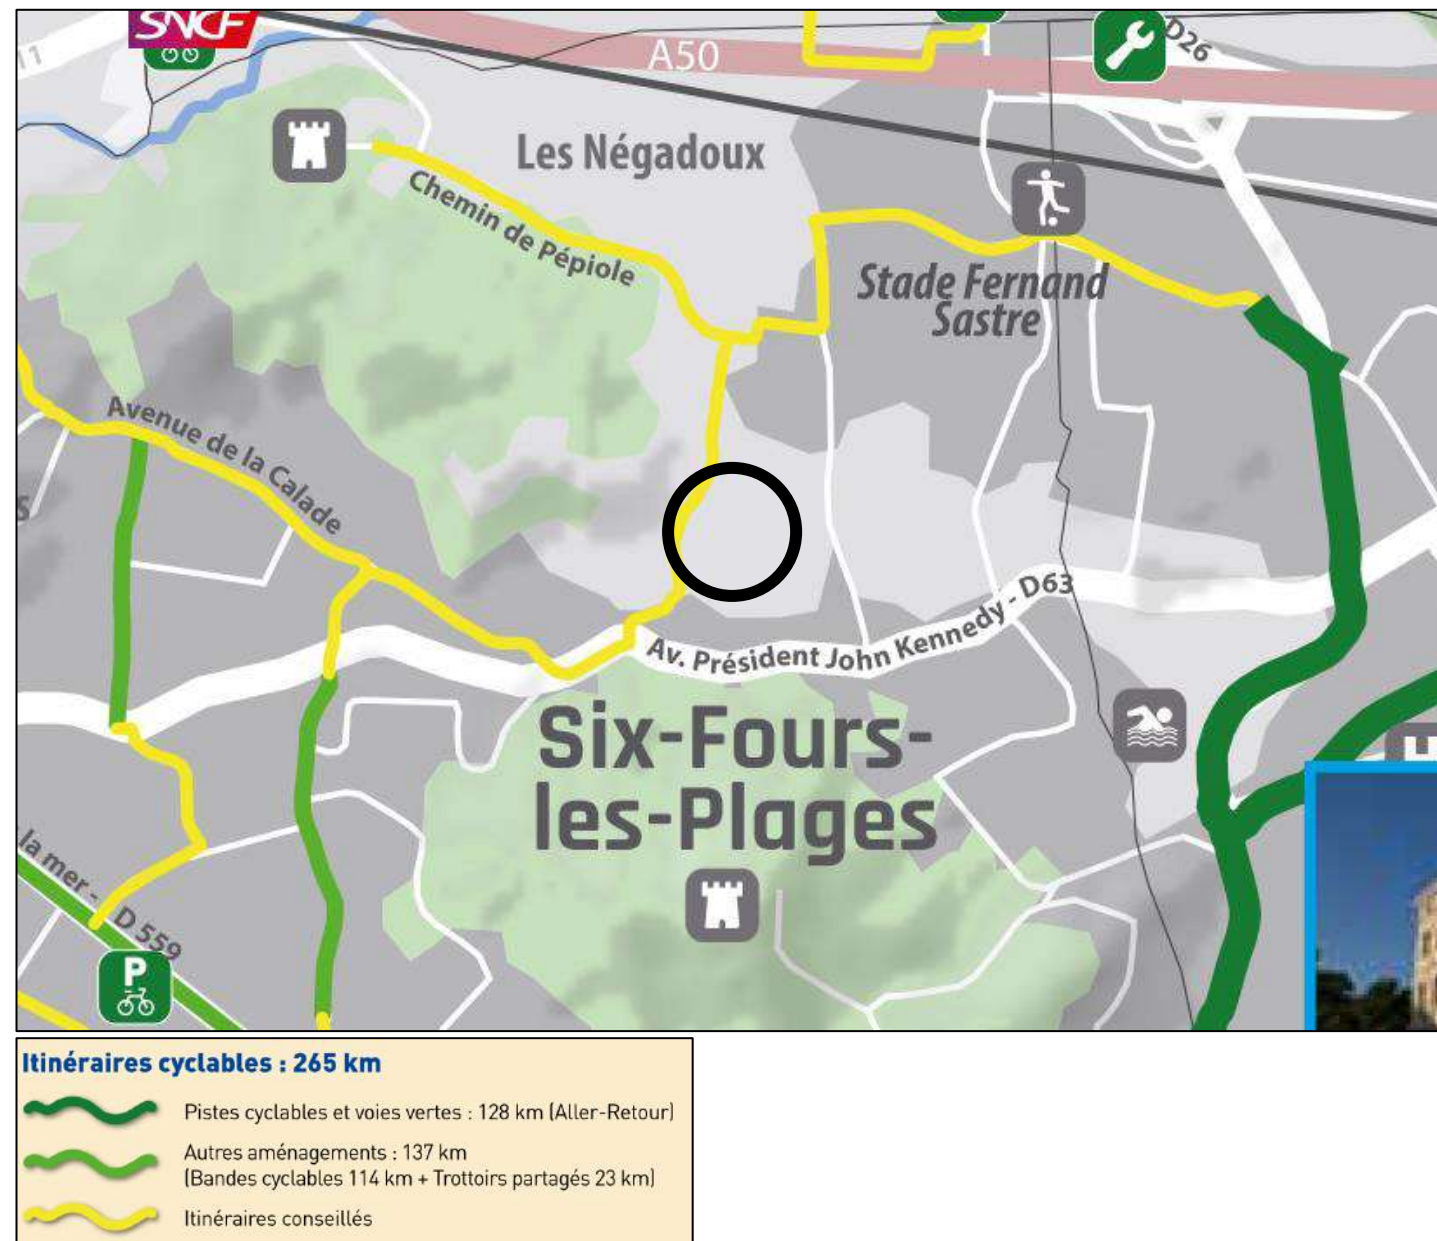 SNCF
11
A50
D26
Les Négadoux
Chemin de Pépiole
Stade Fernand
Sastre
Avenue de la Calade
S
Av. Président John Kennedy - D63
Six-Fours-
les-Plages
la mer - D 559
P
Itinéraires cyclables : 265 km
Pistes cyclables et voies vertes : 128 km (Aller-Retour)
Autres aménagements : 137 km
(Bandes cyclables 114 km + Trottoirs partagés 23 km)
Itinéraires conseillés